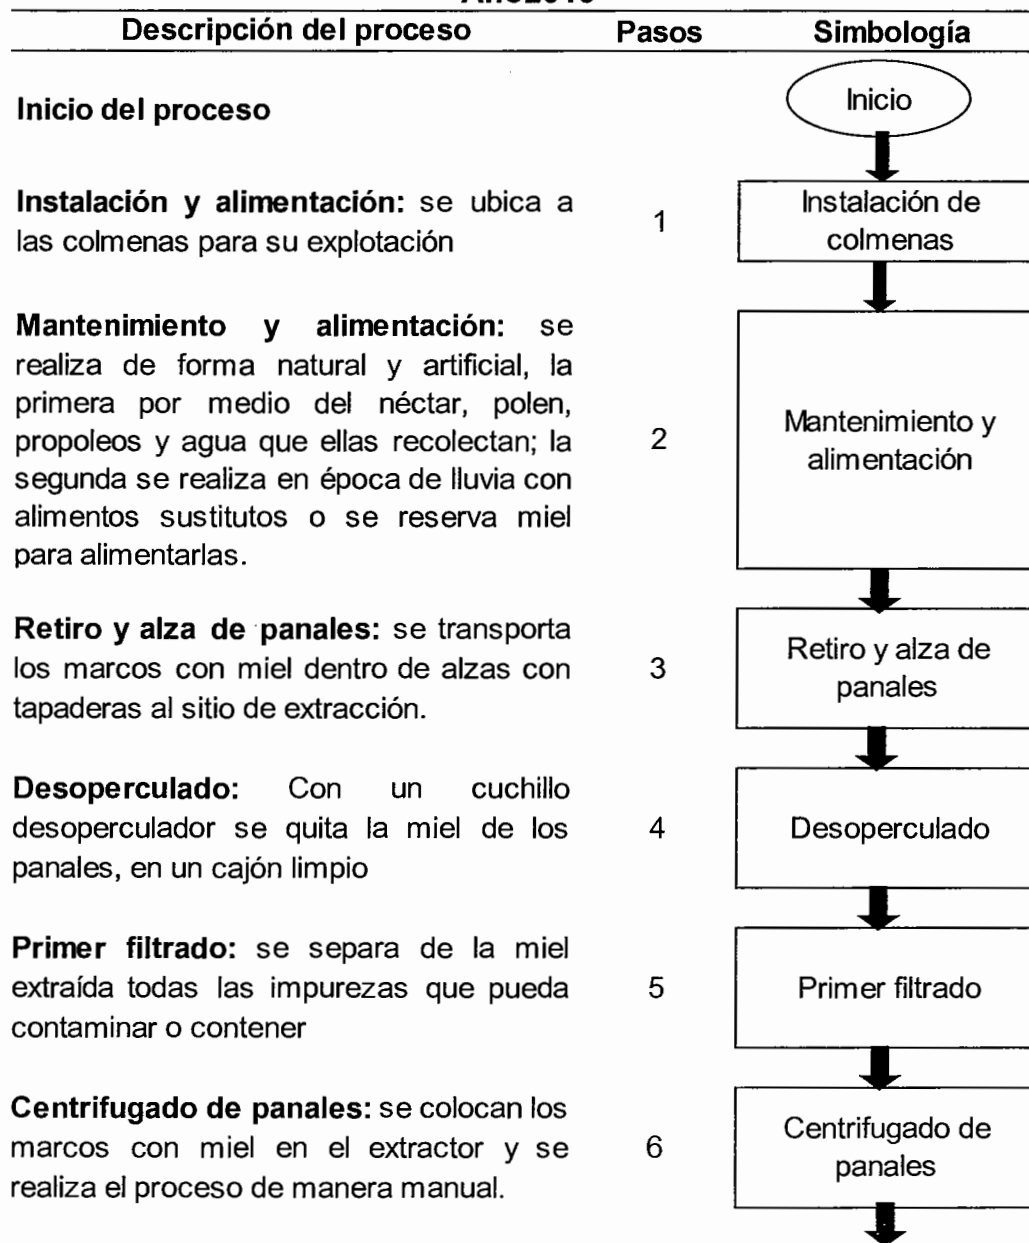 Descripción del proceso Pasos Simbología
Inicio del proceso
Inicio
Instalación y alimentación: se ubica a
las colmenas para su explotación
1
Instalación de
colmenas
Mantenimiento y alimentación: se
realiza de forma natural y artificial, la
primera por medio del néctar, polen,
propoleos y agua que ellas recolectan; la
segunda se realiza en época de lluvia con
alimentos sustitutos o se reserva miel
para alimentarlas.
2
Mantenimiento y
alimentación
Retiro y alza de panales: se transporta
los marcos con miel dentro de alzas con
tapaderas al sitio de extracción.
3
Retiro y alza de
panales
Desoperculado: Con un cuchillo
desoperculador se quita la miel de los
panales, en un cajón limpio
4
Desoperculado
Primer filtrado: se separa de la miel
extraída todas las impurezas que pueda
contaminar o contener
5
Primer filtrado
Centrifugado de panales: se colocan los
marcos con miel en el extractor y se
realiza el proceso de manera manual.
6
Centrifugado de
panales